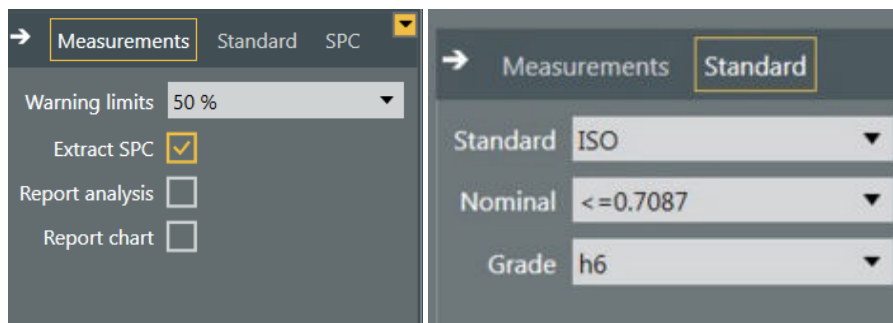 Measurements Standard SPC
Warning limits 50 %
Extract SPC
Report analysis
Report chart
Measurements Standard
Standard ISO
Nominal <=0.7087
Grade h6